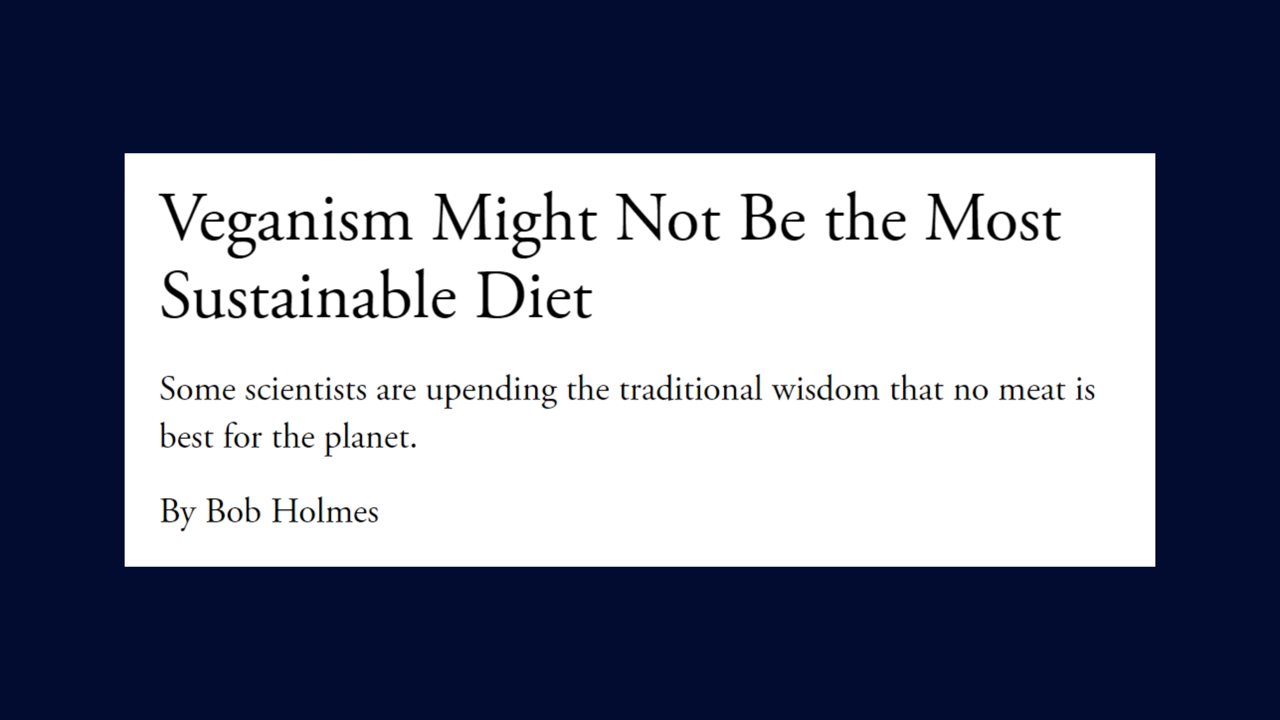 Veganism Might Not Be the Most
Sustainable Diet
Some scientists are upending the traditional wisdom that no meat is
best for the planet.
By Bob Holmes